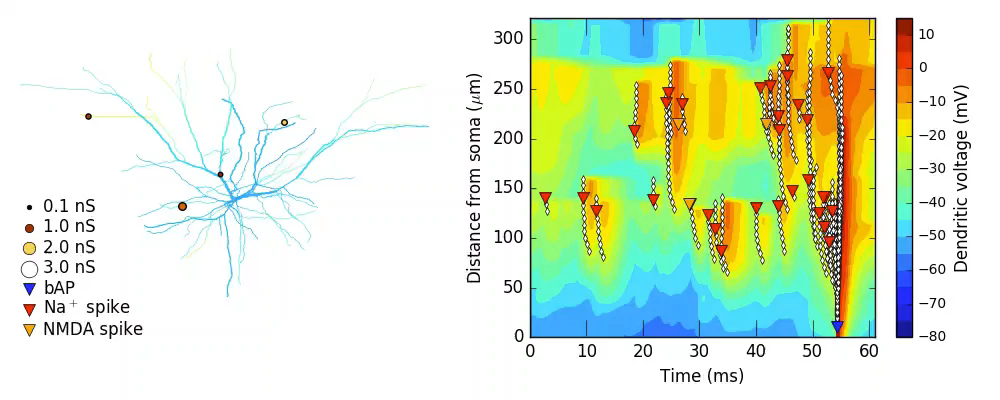 0.1 nS
1.0 nS
2.0 nS
3.0 nS
bAP
Na⁺ spike
NMDA spike
Distance from soma (μm)
300
250
200
150
100
50
0
0 10 20 30 40 50 60
Time (ms)
10
0
−10
−20
−30
−40
−50
−60
−70
−80
Dendritic voltage (mV)